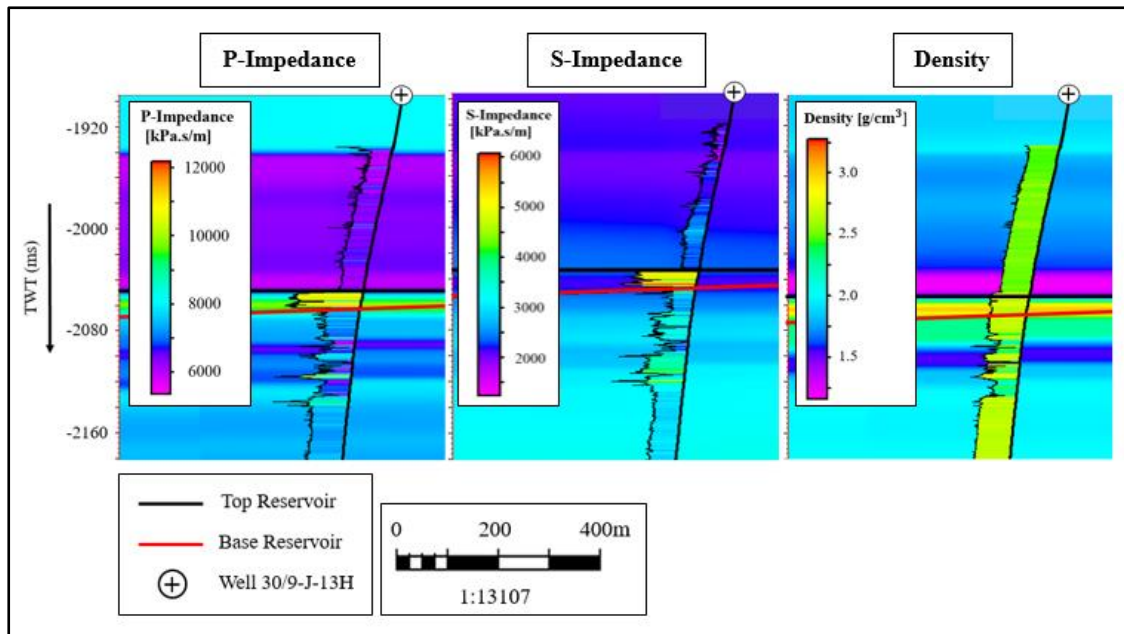 P-Impedance
S-Impedance
Density
P-Impedance
[kPa.s/m]
12000
10000
8000
6000
S-Impedance
[kPa.s/m]
6000
5000
4000
3000
2000
Density [g/cm³]
3.0
2.5
2.0
1.5
TWT (ms)
-1920
-2000
-2080
-2160
Top Reservoir
Base Reservoir
Well 30/9-J-13H
0 200 400m
1:13107